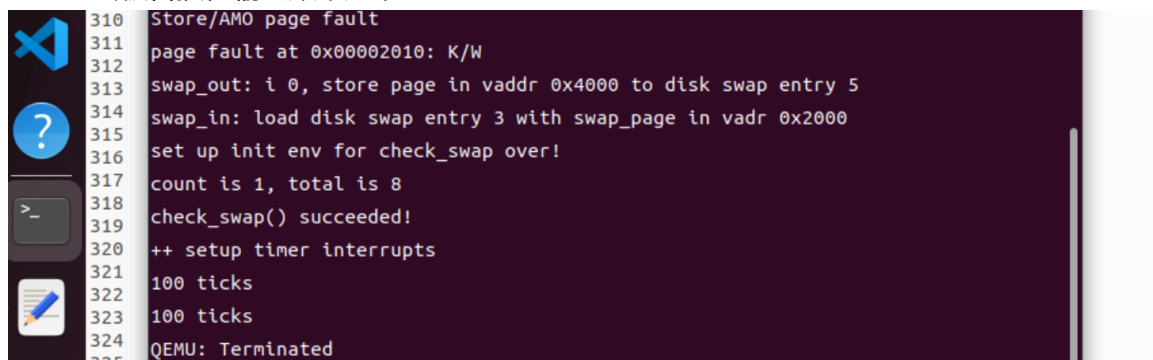 310
311
312
313
314
315
316
317
318
319
320
321
322
323
324
Store/AMO page fault
page fault at 0x00002010: K/W
swap_out: i 0, store page in vaddr 0x4000 to disk swap entry 5
swap_in: load disk swap entry 3 with swap_page in vadr 0x2000
set up init env for check_swap over!
count is 1, total is 8
check_swap() succeeded!
++ setup timer interrupts
100 ticks
100 ticks
QEMU: Terminated